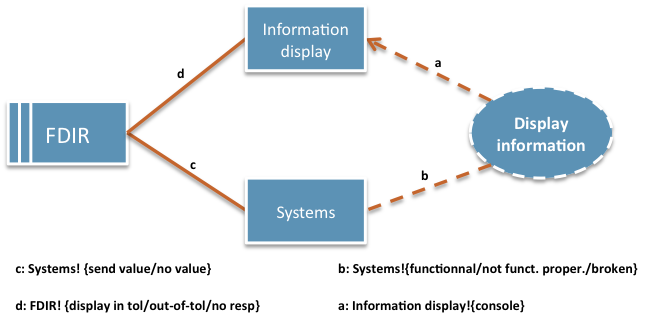 Information
display
a
d
FDIR
Display
information
c
b
Systems
c: Systems! {send value/no value}
b: Systems!{functionnal/not funct. proper./broken}
d: FDIR! {display in tol/out-of-tol/no resp}
a: Information display!{console}